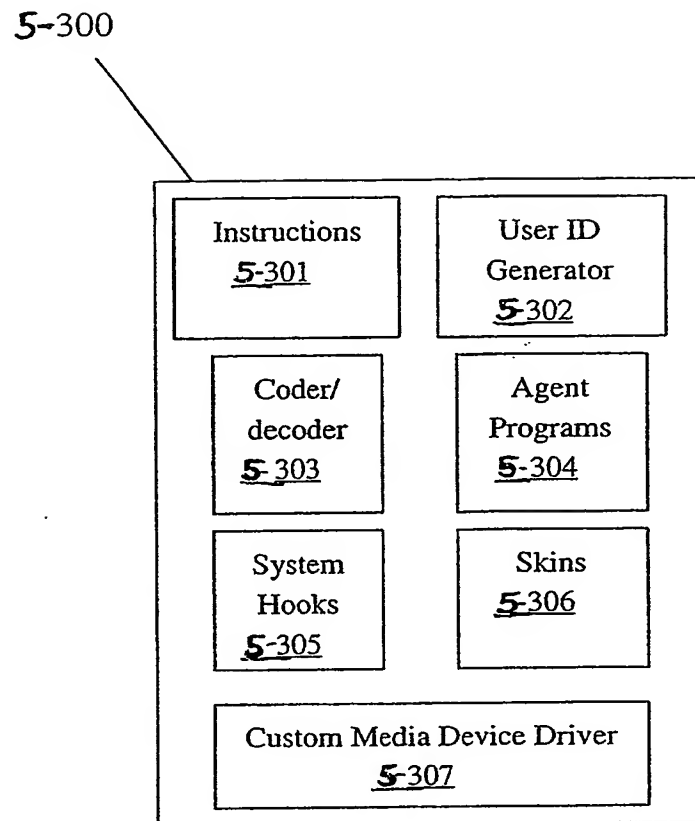 5-300
Instructions
5-301
User ID
Generator
5-302
Coder/
decoder
5-303
Agent
Programs
5-304
System
Hooks
5-305
Skins
5-306
Custom Media Device Driver
5-307